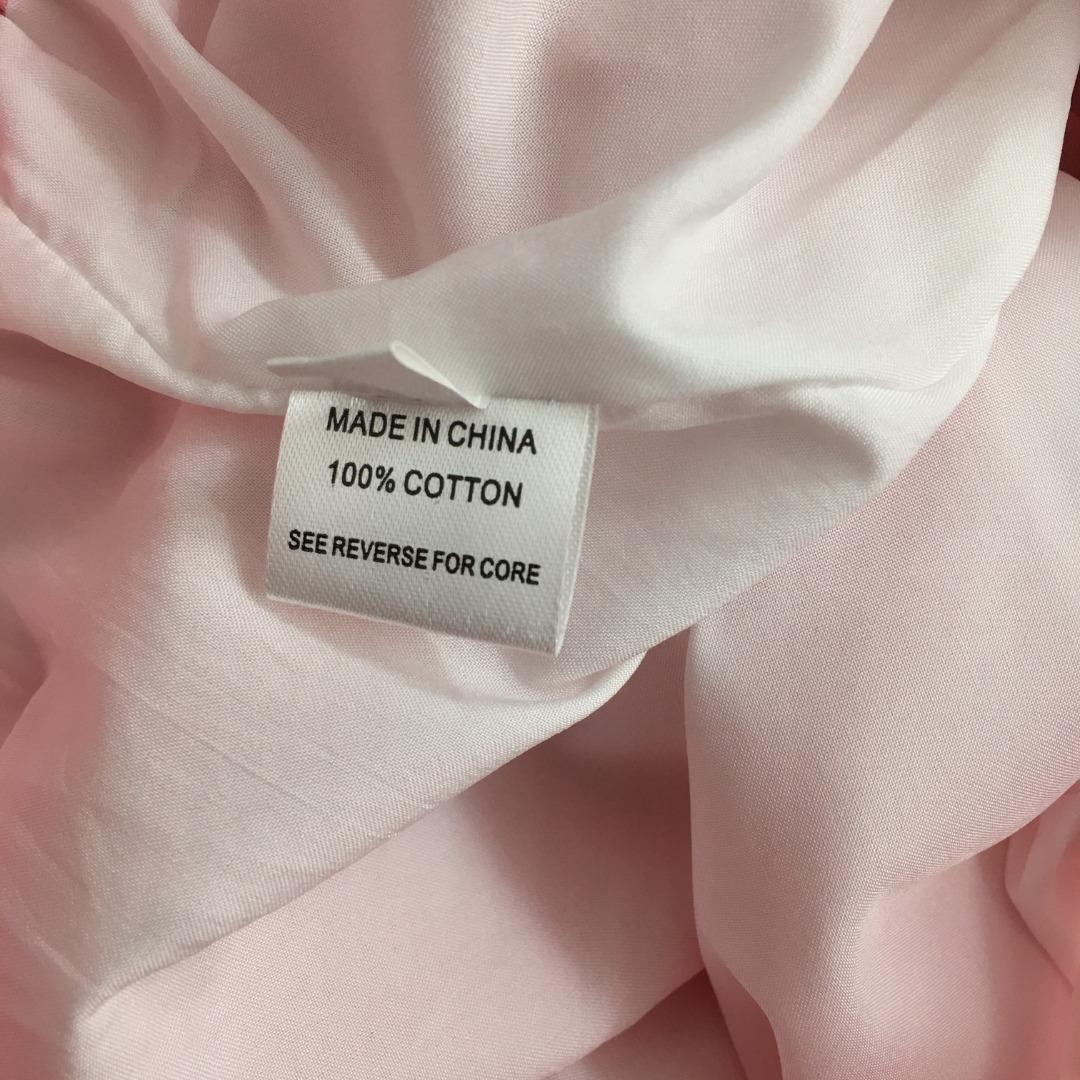 MADE IN CHINA
100% COTTON
SEE REVERSE FOR CORE